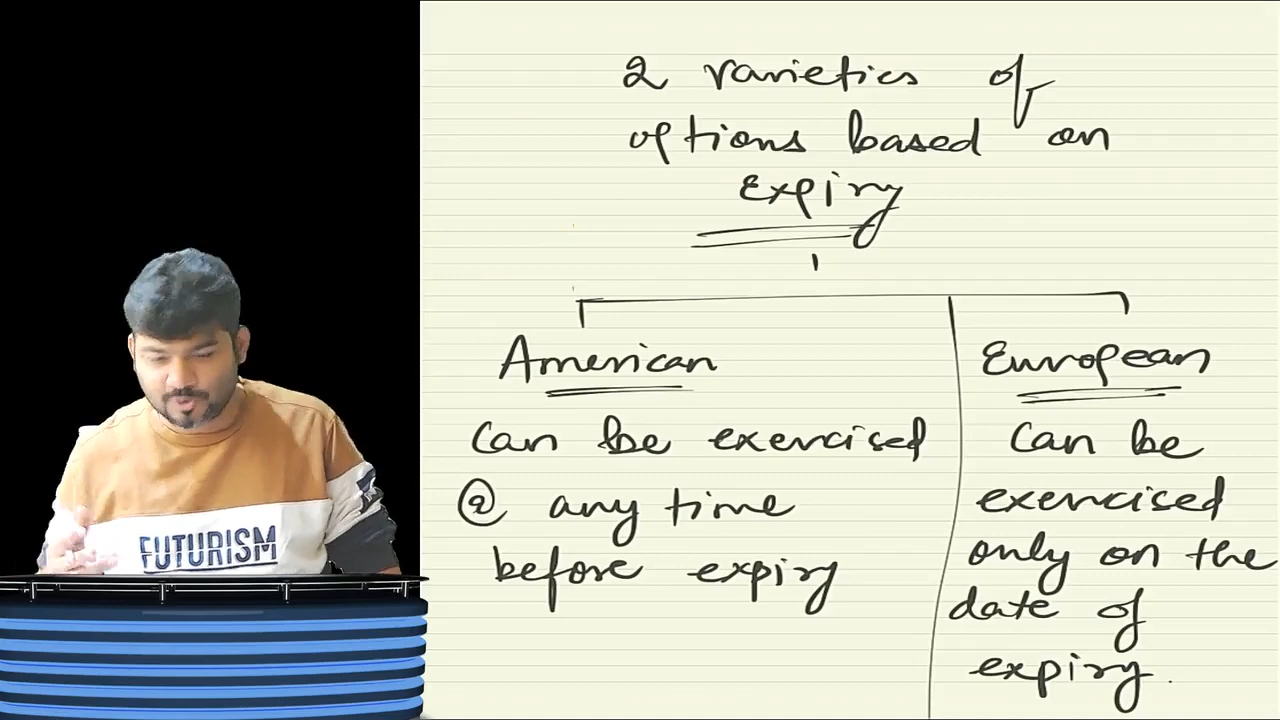 2 varieties of
options based on
Expiry
American
can be exercised
@ any time
before expiry
European
can be
exercised
only on the
date of
expiry.
FUTURISM